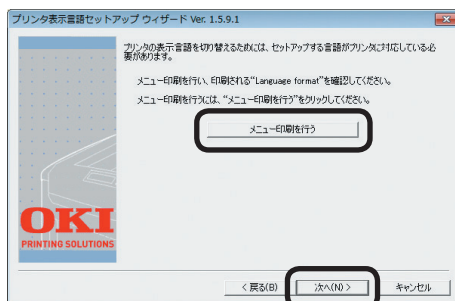 プリンタ表示言語セットアップ ウィザード Ver. 1.5.9.1
プリンタの表示言語を切り替えるためには、セットアップする言語がプリンタに対応している必
要があります。
メニュー印刷を行い、印刷される"Language format"を確認してください。
メニュー印刷を行うには、"メニュー印刷を行う"をクリックしてください。
メニュー印刷を行う
OKI
PRINTING SOLUTIONS
< 戻る(B)
次へ(N) >
キャンセル